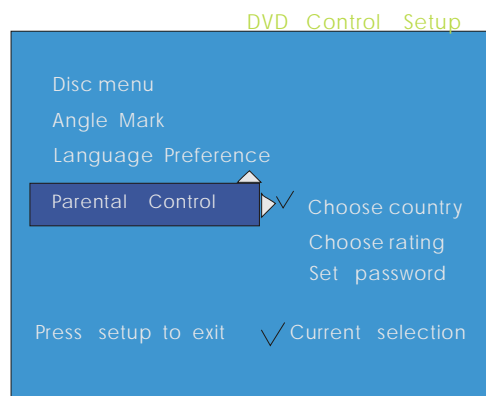 DVD Control Setup
Disc menu
Angle Mark
Language Preference
Parental Control
Choose country
Choose rating
Set password
Press setup to exit
Current selection